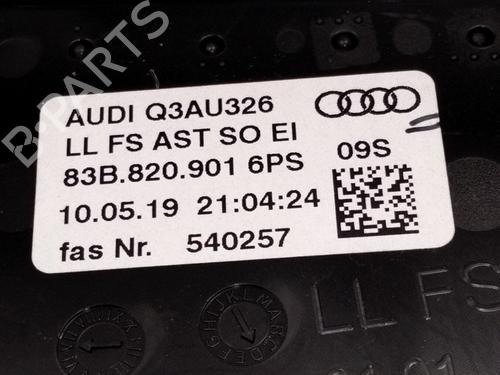 B-PARTS
AUDI Q3AU326
LL FS AST SO EI
83B.820.901 6PS 09S
10.05.19 21:04:24
fas Nr. 540257
LL FS